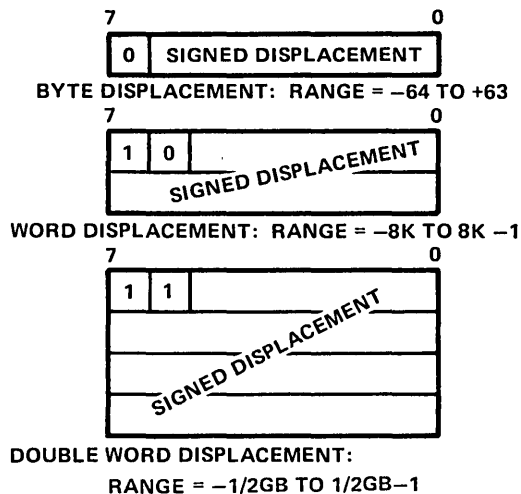 7 0
0 SIGNED DISPLACEMENT
BYTE DISPLACEMENT: RANGE = –64 TO +63
7 0
1 0
SIGNED DISPLACEMENT
WORD DISPLACEMENT: RANGE = –8K TO 8K –1
7 0
1 1
SIGNED DISPLACEMENT
DOUBLE WORD DISPLACEMENT:
RANGE = –1/2GB TO 1/2GB–1